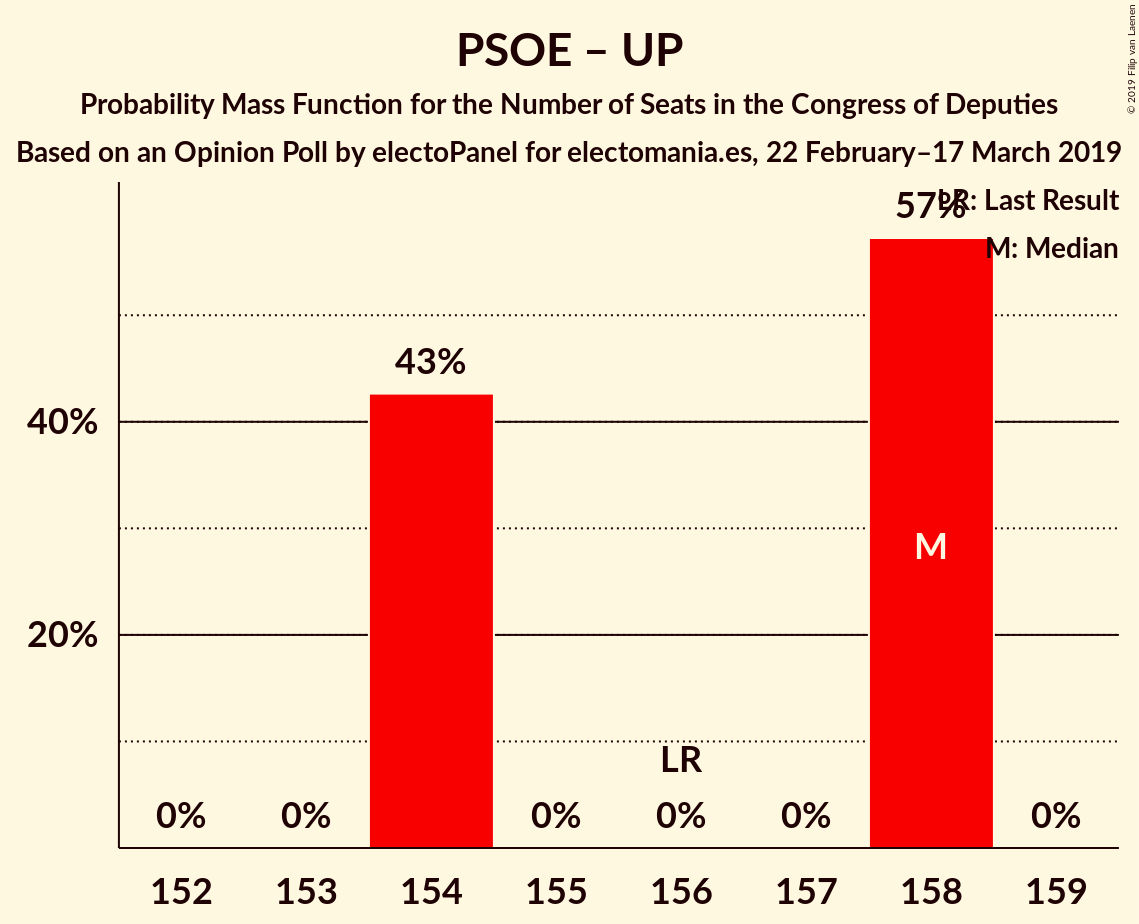 PSOE – UP
Probability Mass Function for the Number of Seats in the Congress of Deputies
Based on an Opinion Poll by electoPanel for electomania.es, 22 February–17 March 2019
© 2019 Filip van Laenen
LR: Last Result
M: Median
57%
43%
40%
M
20%
LR
0% 0% 0% 0% 0% 0%
152 153 154 155 156 157 158 159